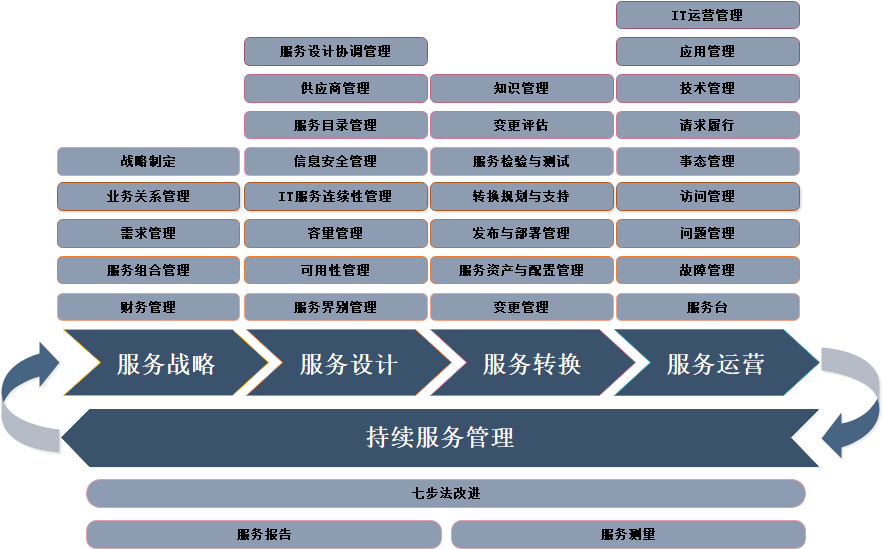 IT运营管理
服务设计协调管理
应用管理
供应商管理
知识管理
技术管理
服务目录管理
变更评估
请求履行
战略制定
信息安全管理
服务检验与测试
事态管理
业务关系管理
IT服务连续性管理
转换规划与支持
访问管理
需求管理
容量管理
发布与部署管理
问题管理
服务组合管理
可用性管理
服务资产与配置管理
故障管理
财务管理
服务界别管理
变更管理
服务台
服务战略
服务设计
服务转换
服务运营
持续服务管理
七步法改进
服务报告
服务测量